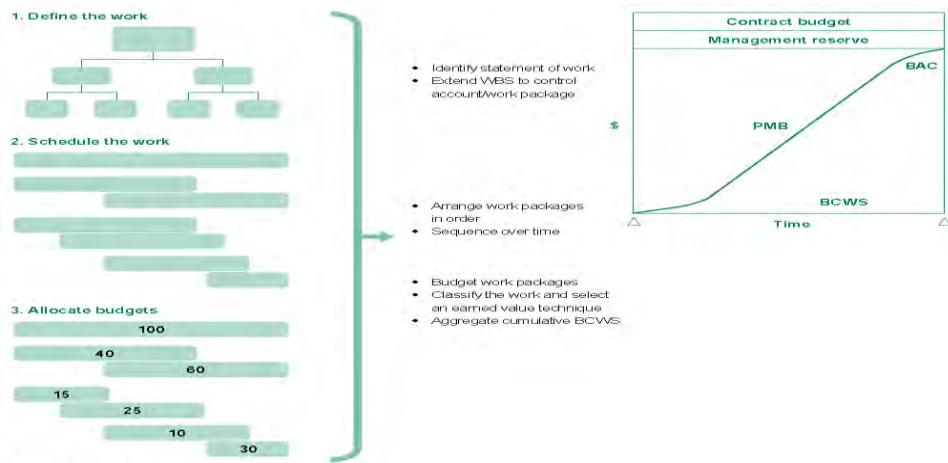 1. Define the work
2. Schedule the work
3. Allocate budgets
100
40
60
15
25
10
30
• Identify statement of work
• Extend WBS to control
account/work package
• Arrange work packages
in order
• Sequence over time
• Budget work packages
• Classify the work and select
an earned value technique
• Aggregate cumulative BCWS
Contract budget
Management reserve
BAC
$
PMB
BCWS
Time